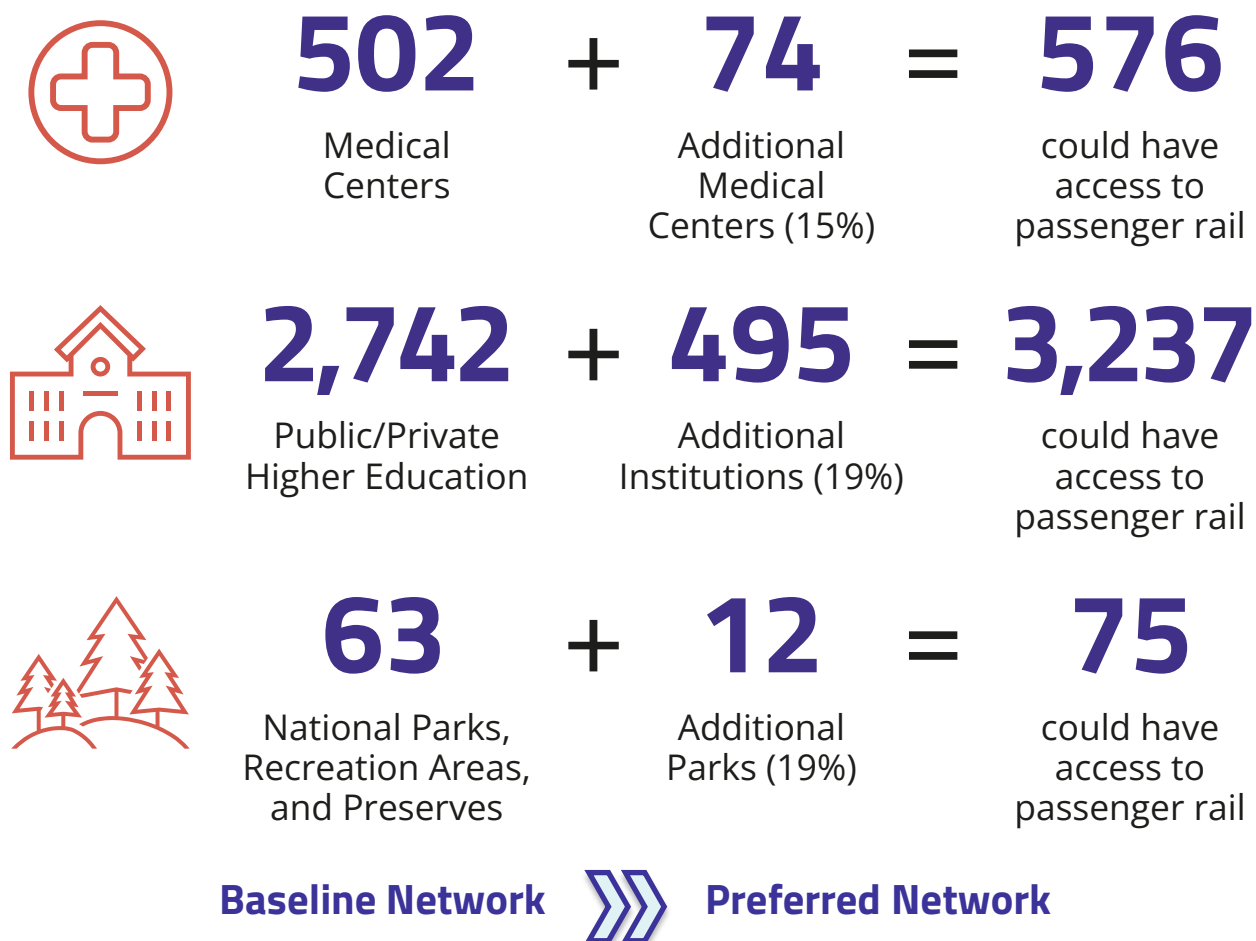 502 + 74 = 576
Medical
Centers
Additional
Medical
Centers (15%)
could have
access to
passenger rail
2,742 + 495 = 3,237
Public/Private
Higher Education
Additional
Institutions (19%)
could have
access to
passenger rail
63 + 12 = 75
National Parks,
Recreation Areas,
and Preserves
Additional
Parks (19%)
could have
access to
passenger rail
Baseline Network
Preferred Network